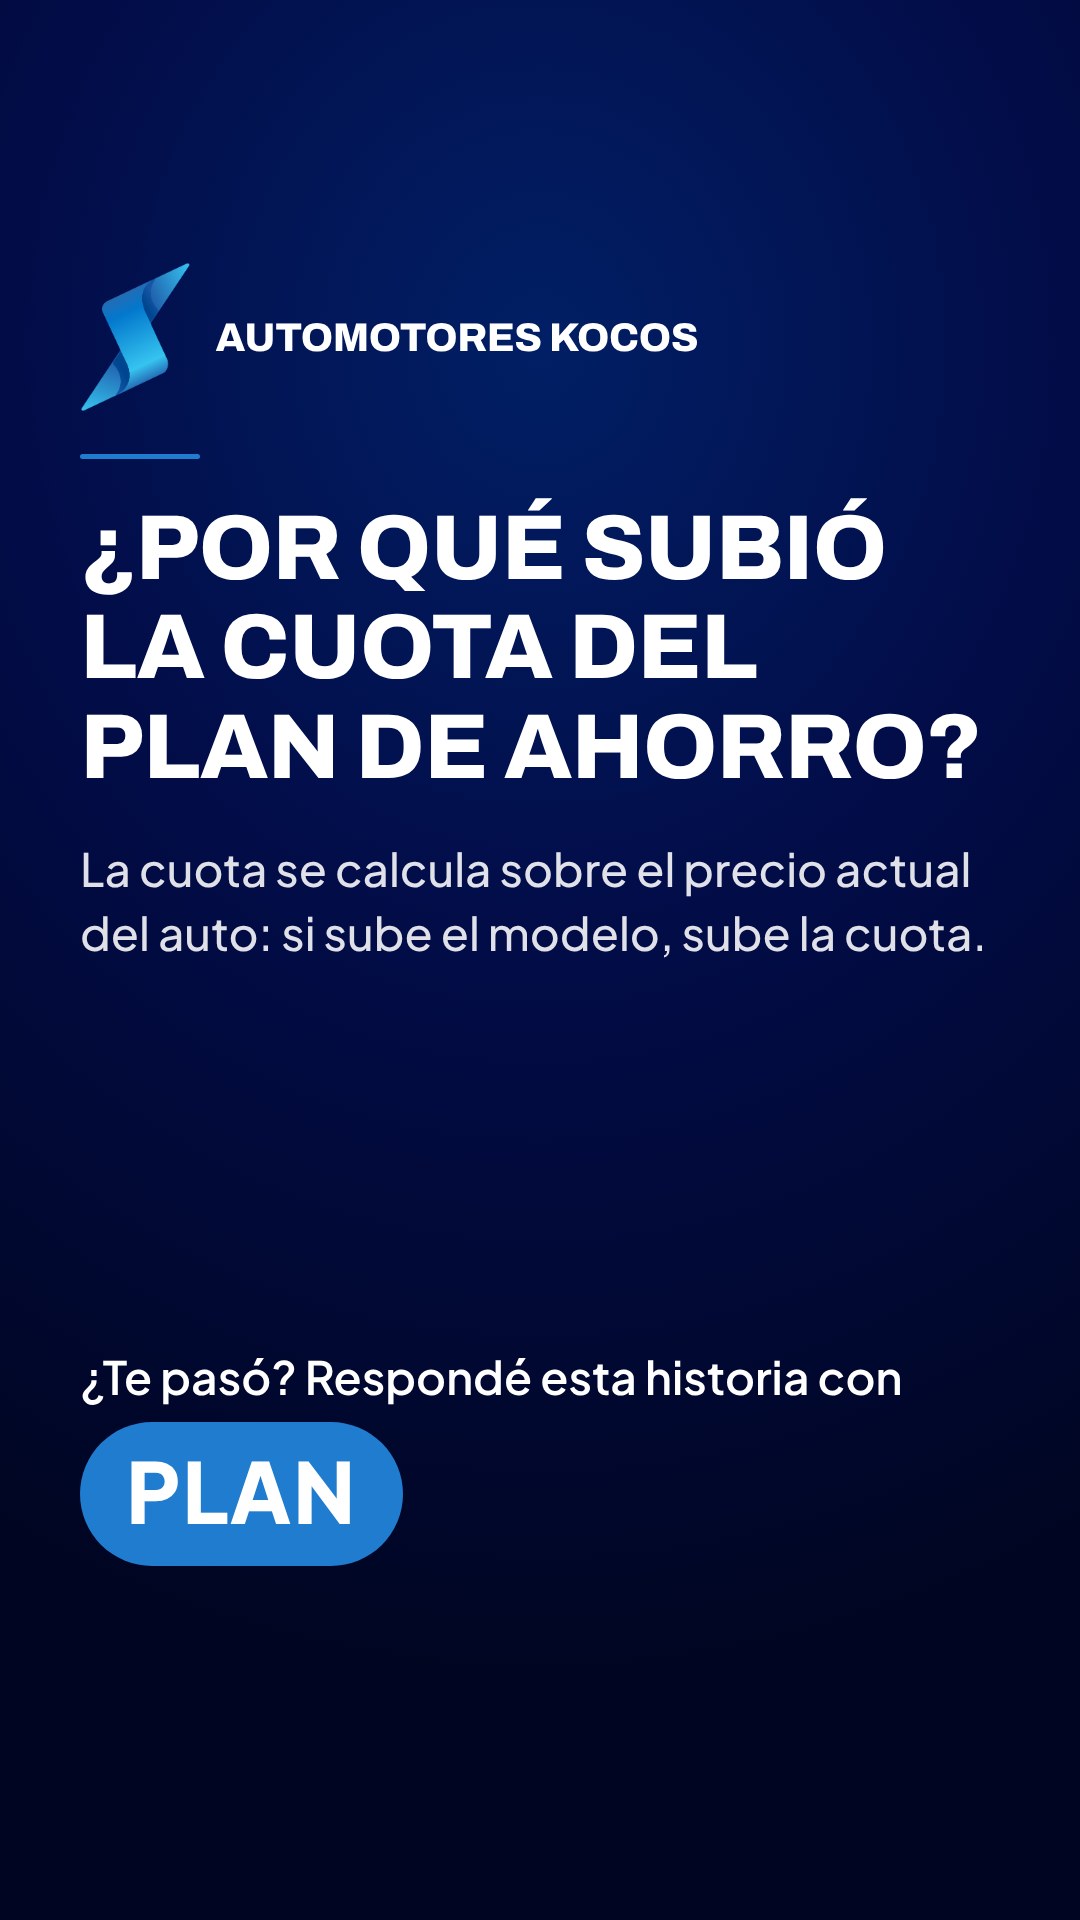 AUTOMOTORES KOCOS
¿POR QUÉ SUBIÓ
LA CUOTA DEL
PLAN DE AHORRO?
La cuota se calcula sobre el precio actual
del auto: si sube el modelo, sube la cuota.
¿Te pasó? Respondé esta historia con
PLAN